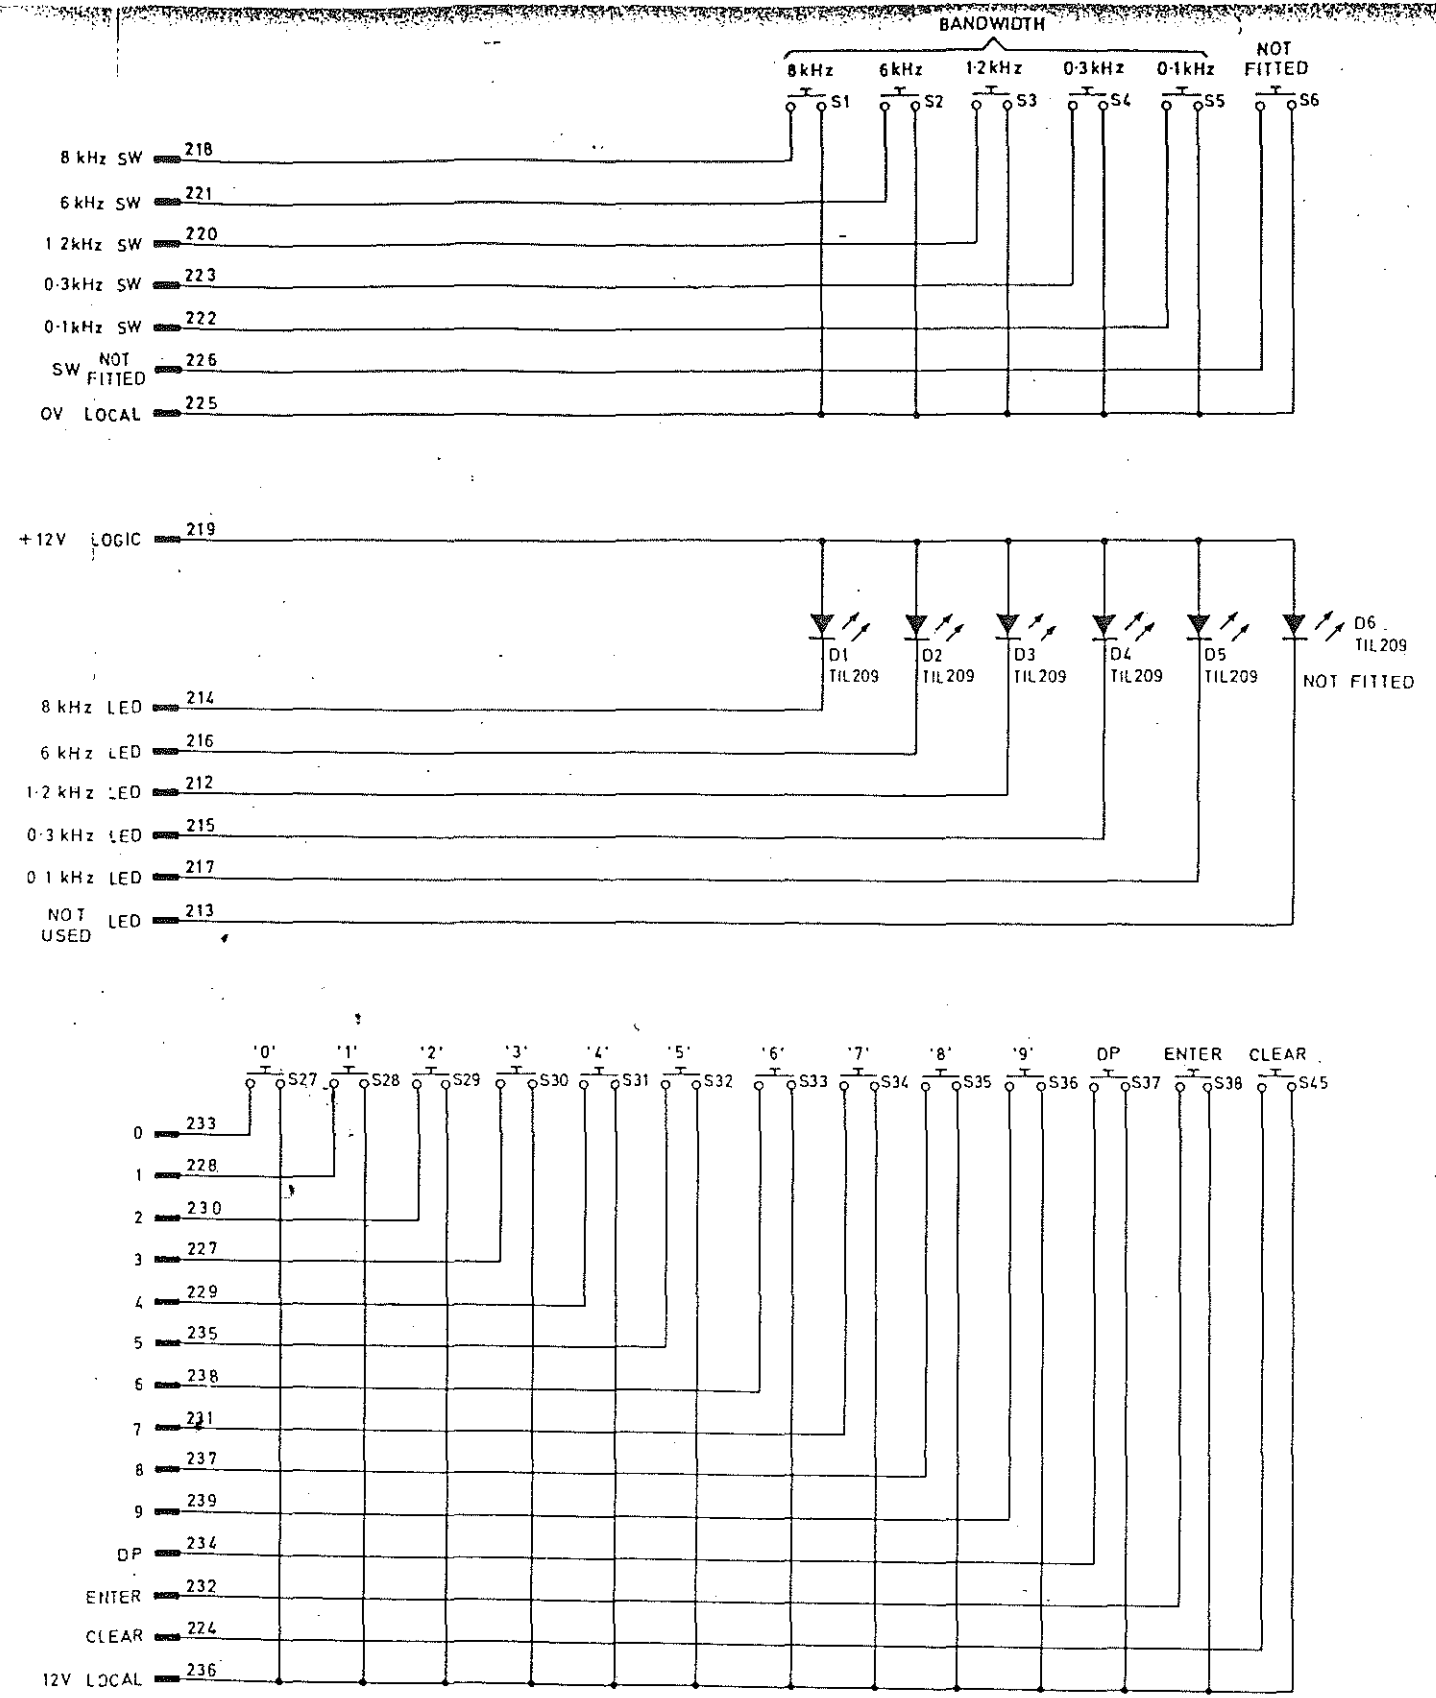 BANDWIDTH
8kHz 6kHz 1·2kHz 0·3kHz 0·1kHz NOT FITTED
S1 S2 S3 S4 S5 S6
8 kHz SW 218
6 kHz SW 221
1 2kHz SW 220
0·3kHz SW 223
0·1kHz SW 222
SW NOT FITTED 226
0V LOCAL 225
+12V LOGIC 219
D1 TIL209
D2 TIL209
D3 TIL209
D4 TIL209
D5 TIL209
D6 TIL209
NOT FITTED
8 kHz LED 214
6 kHz LED 216
1·2 kHz LED 212
0·3 kHz LED 215
0 1 kHz LED 217
NOT USED LED 213
'0' '1' '2' '3' '4' '5' '6' '7' '8' '9' DP ENTER CLEAR
S27 S28 S29 S30 S31 S32 S33 S34 S35 S36 S37 S38 S45
0 233
1 228
2 230
3 227
4 229
5 235
6 238
7 231
8 237
9 239
DP 234
ENTER 232
CLEAR 224
12V LOCAL 236